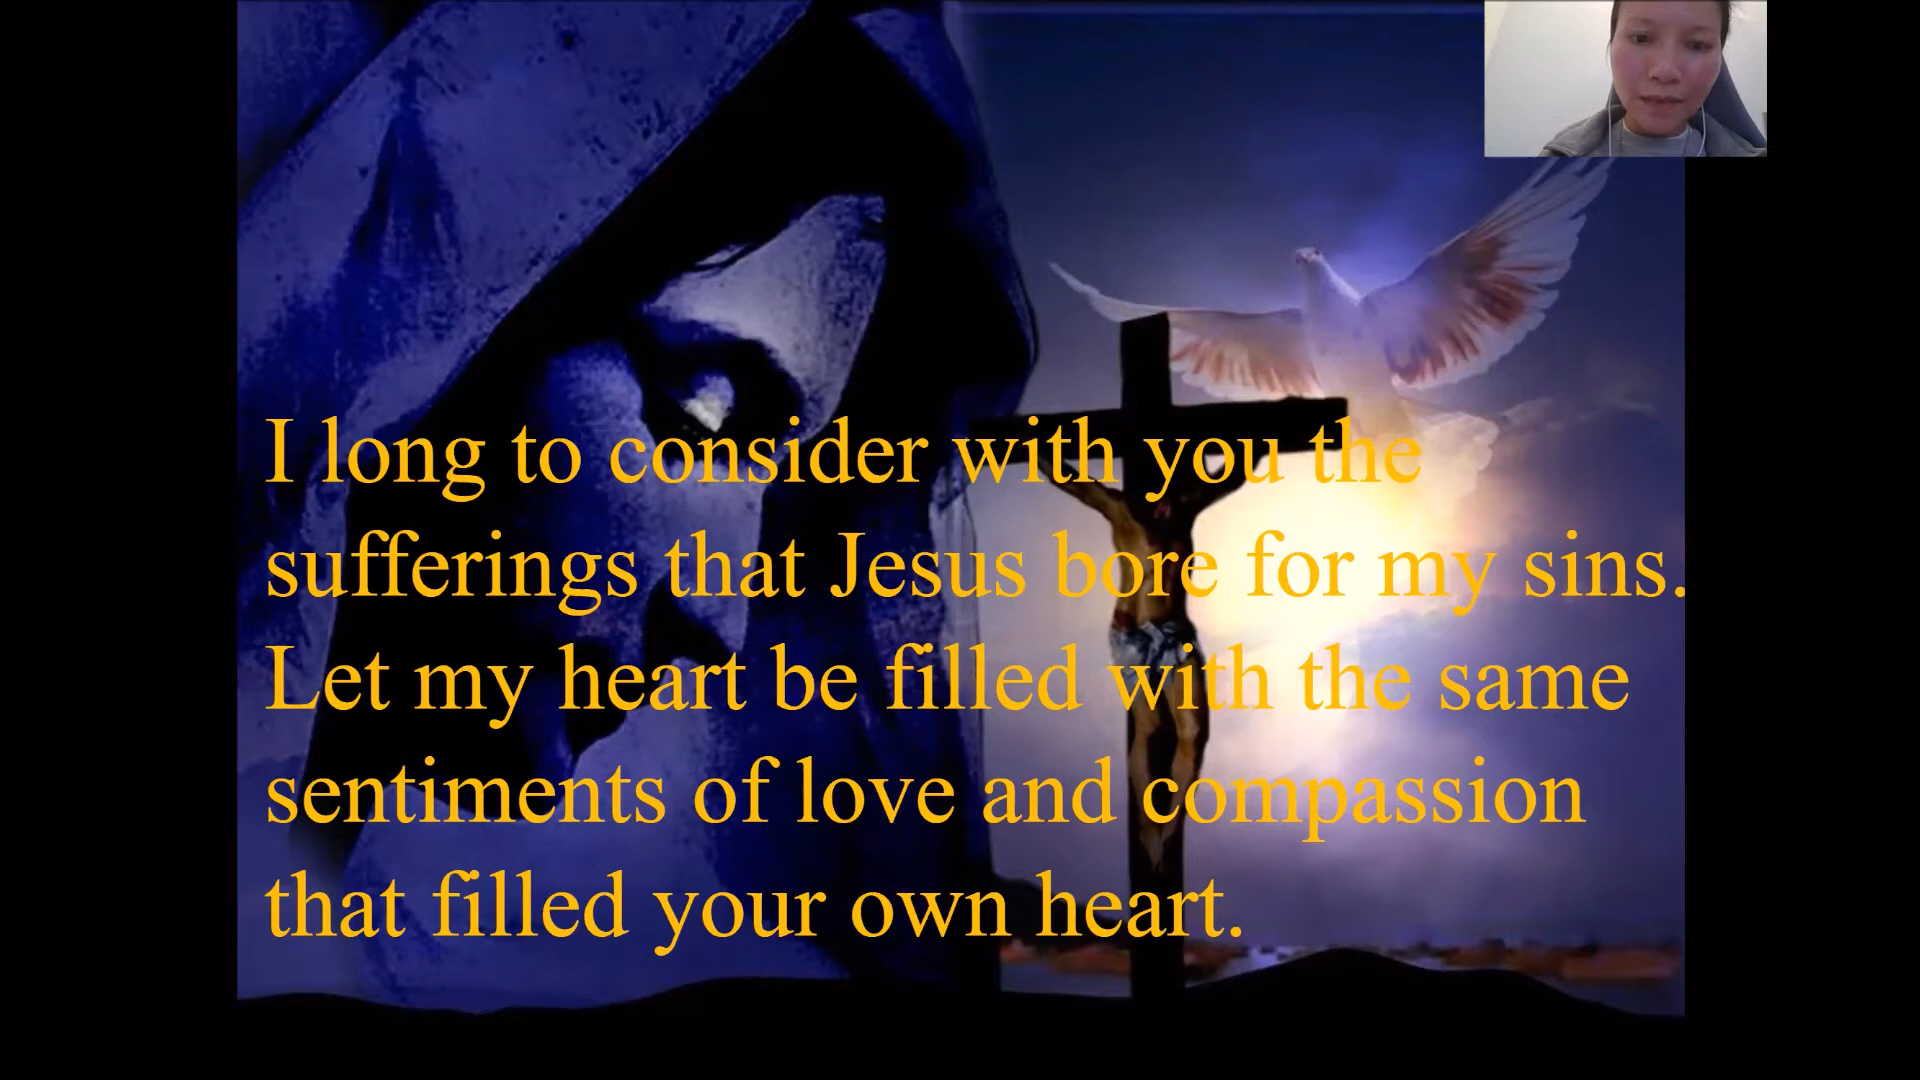 I long to consider with you the
sufferings that Jesus bore for my sins.
Let my heart be filled with the same
sentiments of love and compassion
that filled your own heart.